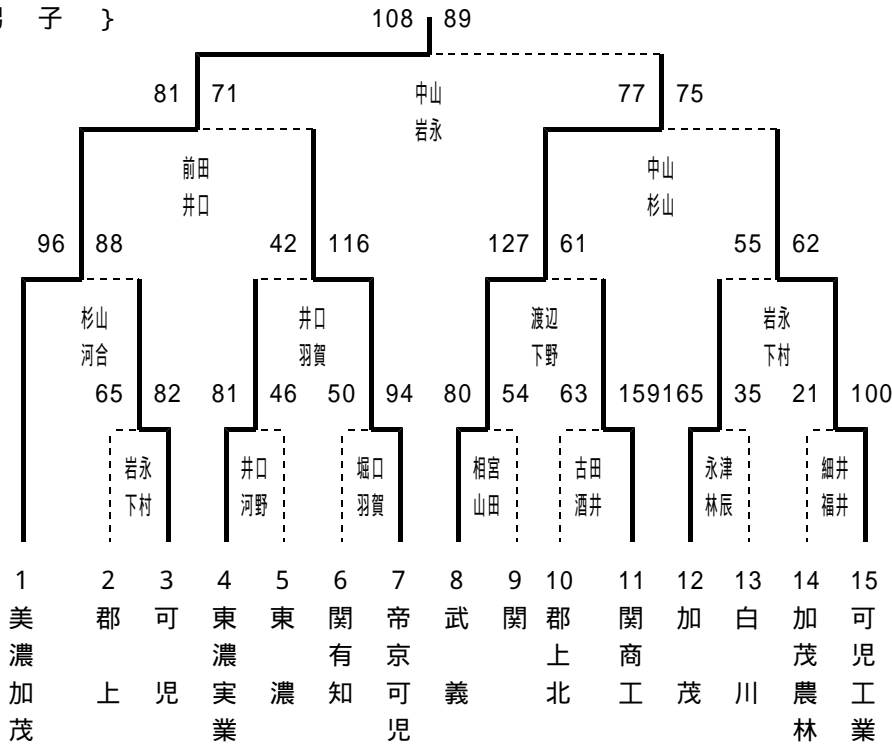 男 子 }
108 89
81 71 中山 77 75
岩永
前田 中山
井口 杉山
96 88 42 116 127 61 55 62
杉山 井口 渡辺 岩永
河合 羽賀 下野 下村
65 82 81 46 50 94 80 54 63 159 165 35 21 100
岩永 井口 堀口 相宮 古田 永津 細井
下村 河野 羽賀 山田 酒井 林辰 福井
1 2 3 4 5 6 7 8 9 10 11 12 13 14 15
美濃加茂
郡上
可児
東濃実業
東濃
関有知
帝京可児
武義
関
郡上北
関商工
加茂
白川
加茂農林
可児工業